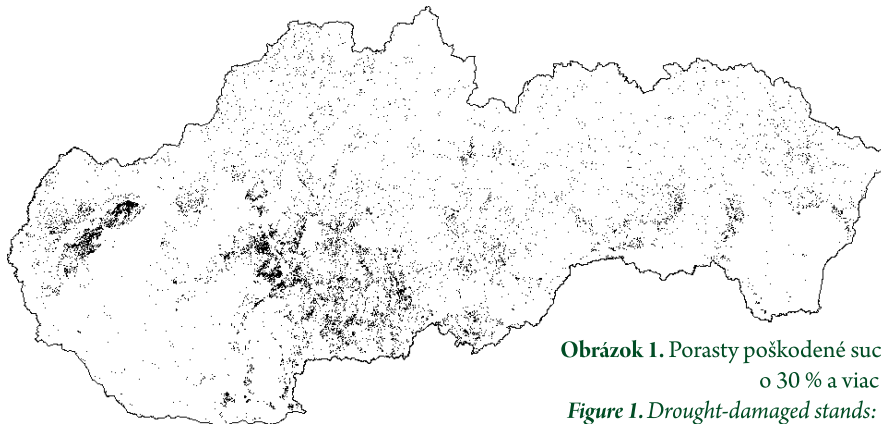 Obrázok 1. Porasty poškodené suc
o 30 % a viac
Figure 1. Drought-damaged stands: